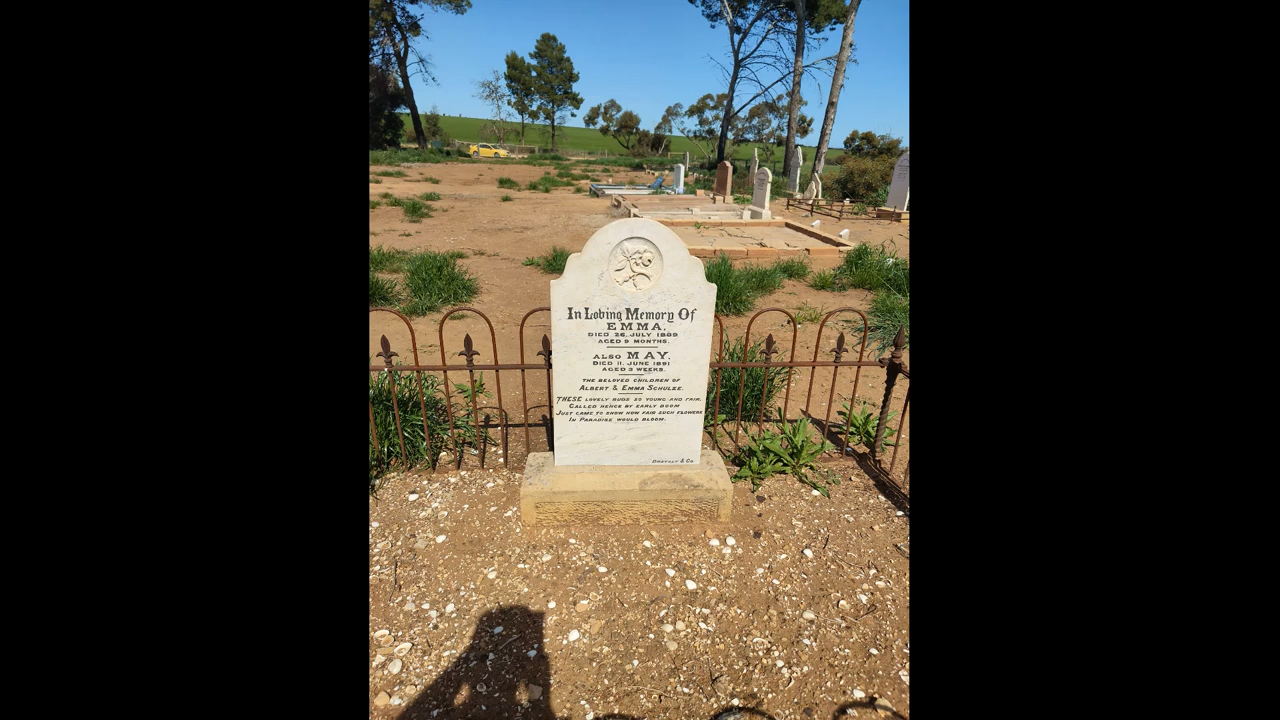 In Loving Memory Of
EMMA,
DIED 26. JULY 1889
AGED 9 MONTHS.
ALSO MAY,
DIED 11. JUNE 1891
AGED 3 WEEKS.
THE BELOVED CHILDREN OF
ALBERT & EMMA SCHULZE.
THESE LOVELY BUDS SO YOUNG AND FAIR,
CALLED HENCE BY EARLY DOOM
JUST CAME TO SHOW HOW FAIR SUCH FLOWERS
IN PARADISE WOULD BLOOM.
& Co